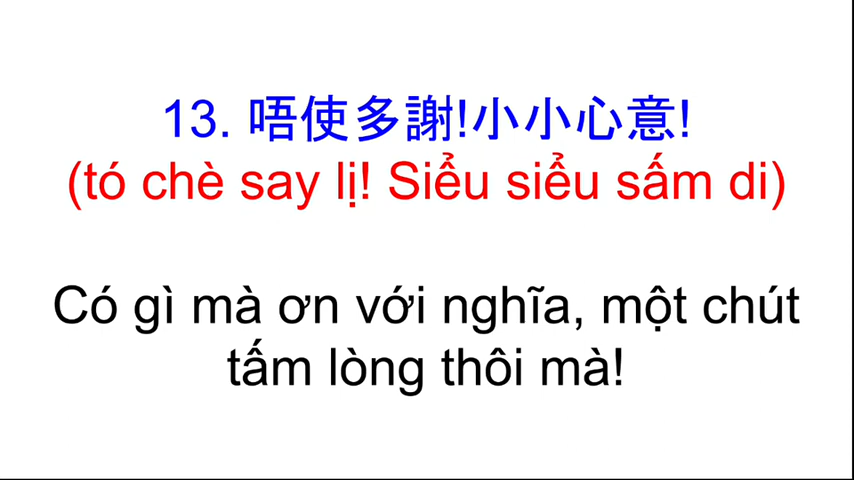 13. 唔使多謝!小小心意!
(tó chè say lị! Siểu siểu sấm di)
Có gì mà ơn với nghĩa, một chút
tấm lòng thôi mà!